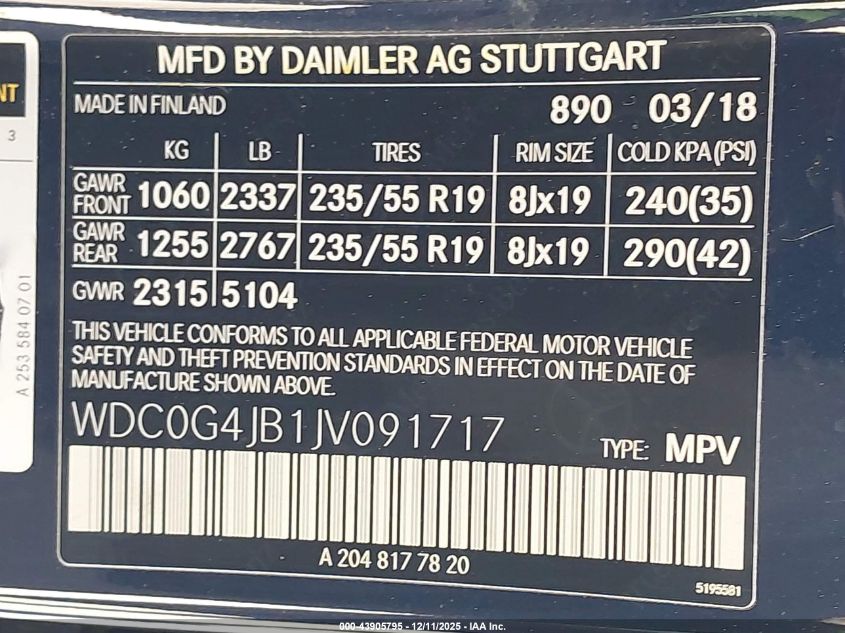 MFD BY DAIMLER AG STUTTGART
MADE IN FINLAND 890 03/18
KG LB TIRES RIM SIZE COLD KPA (PSI)
GAWR FRONT 1060 2337 235/55 R19 8Jx19 240(35)
GAWR REAR 1255 2767 235/55 R19 8Jx19 290(42)
GVWR 2315 5104
THIS VEHICLE CONFORMS TO ALL APPLICABLE FEDERAL MOTOR VEHICLE
SAFETY AND THEFT PREVENTION STANDARDS IN EFFECT ON THE DATE OF
MANUFACTURE SHOWN ABOVE.
WDC0G4JB1JV091717 TYPE: MPV
A 204 817 78 20
5195581
NT
3
A 253 584 07 01
000-43905795 - 12/11/2025 - IAA Inc.